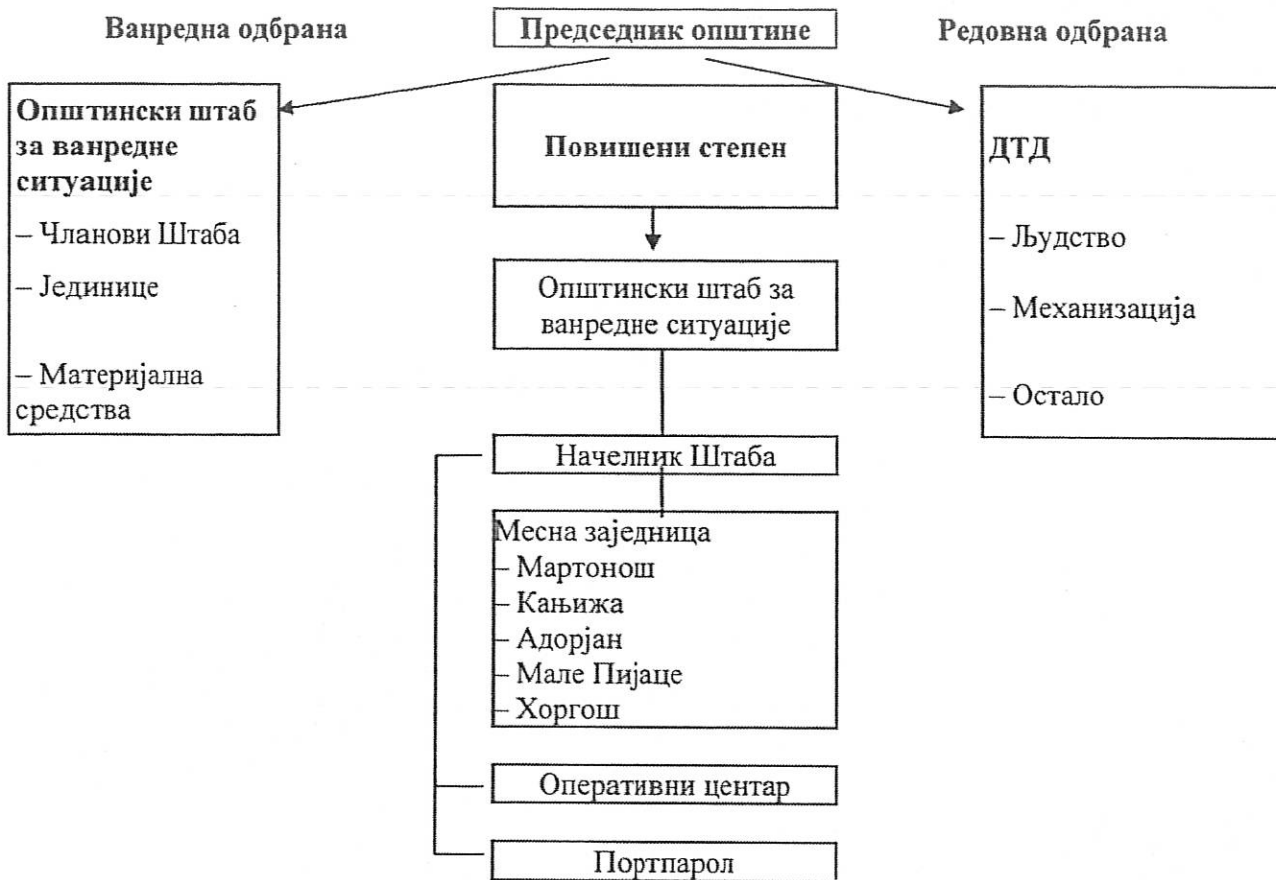 Ванредна одбрана
Председник општине
Редовна одбрана
Општински штаб
за ванредне
ситуације
– Чланови Штаба
– Јединице
– Материјална
средства
Повишени степен
Општински штаб за
ванредне ситуације
Начелник Штаба
Месна заједница
– Мартонош
– Кањижа
– Адорјан
– Мале Пијаце
– Хоргош
Оперативни центар
Портпарол
ДТД
– Људство
– Механизација
– Остало